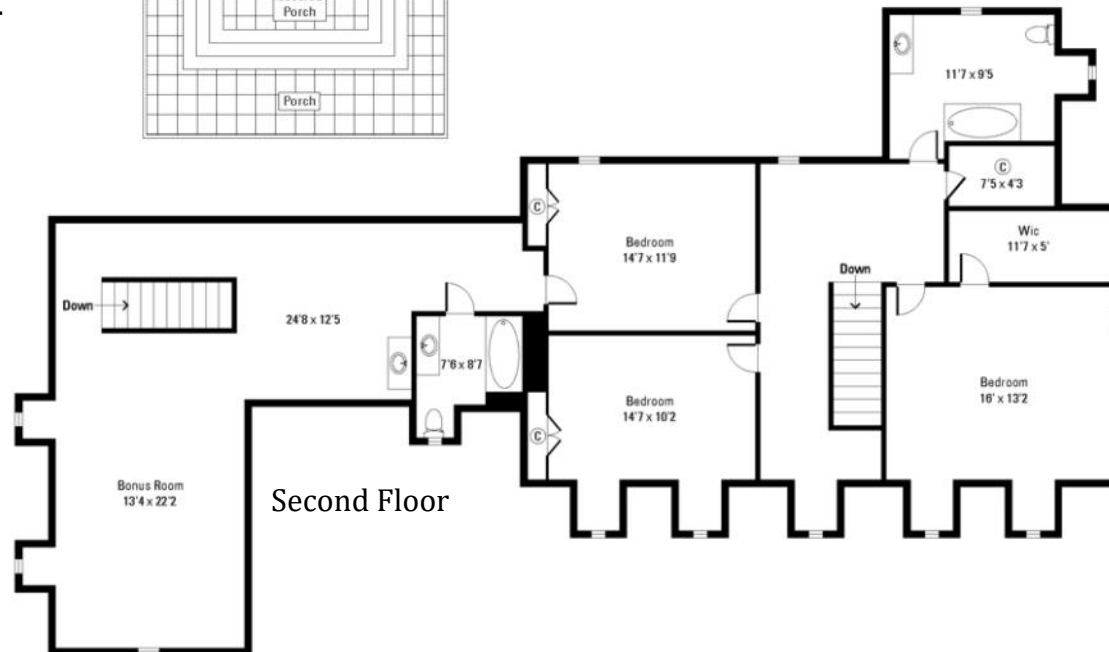 Porch
Porch
11'7 x 9'5
C
7'5 x 4'3
Wic
11'7 x 5'
C
Bedroom
14'7 x 11'9
Down
Down
24'8 x 12'5
7'6 x 8'7
Bedroom
14'7 x 10'2
C
Bedroom
16' x 13'2
Bonus Room
13'4 x 22'2
Second Floor